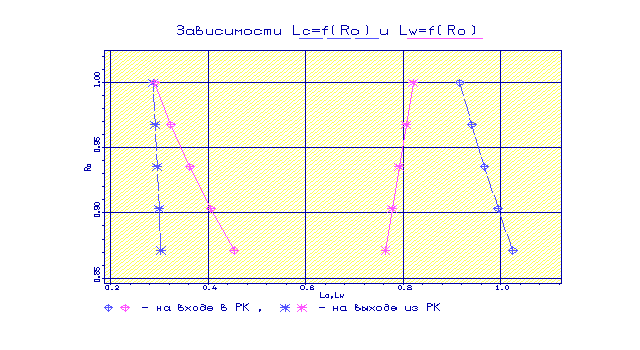 Зависимости Lc=f(Ro) и Lw=f(Ro)
1.00
0.95
Ro
0.90
0.85
0.2 0.4 0.6 0.8 1.0
La,Lw
- на входе в РК , - на выходе из РК